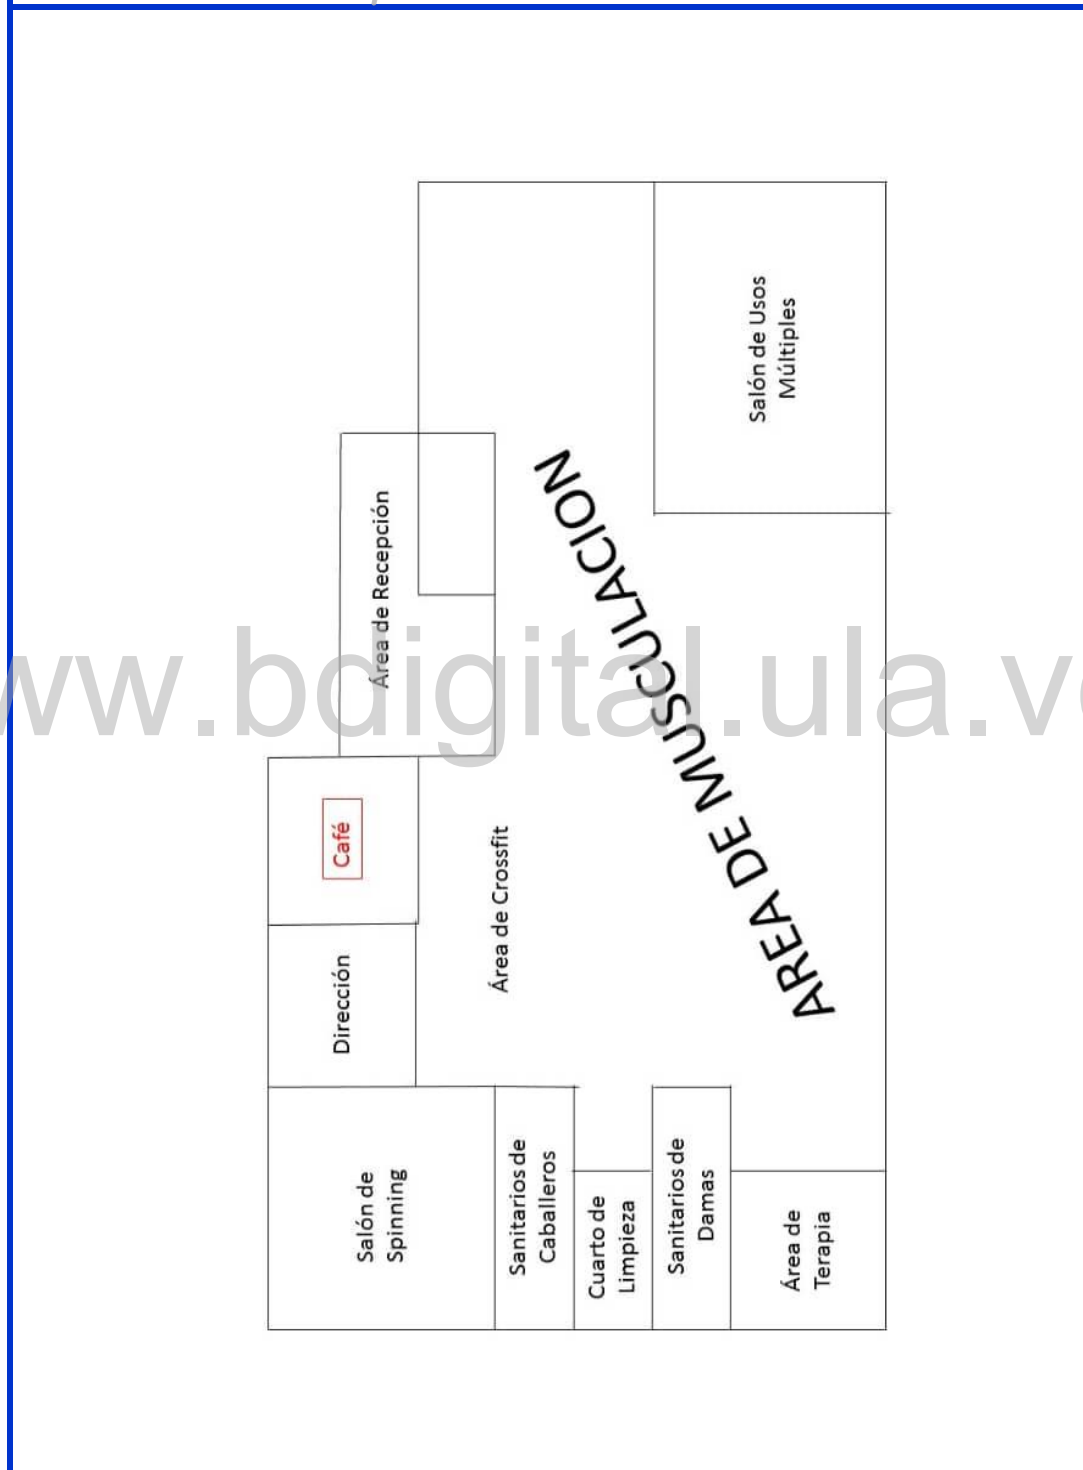 Salón de
Spinning
Dirección
Café
Área de Recepción
Área de Crossfit
Sanitarios de
Caballeros
Cuarto de
Limpieza
Sanitarios de
Damas
Área de
Terapia
AREA DE MUSCULACION
Salón de Usos
Múltiples
ww.bdigital.ula.ve